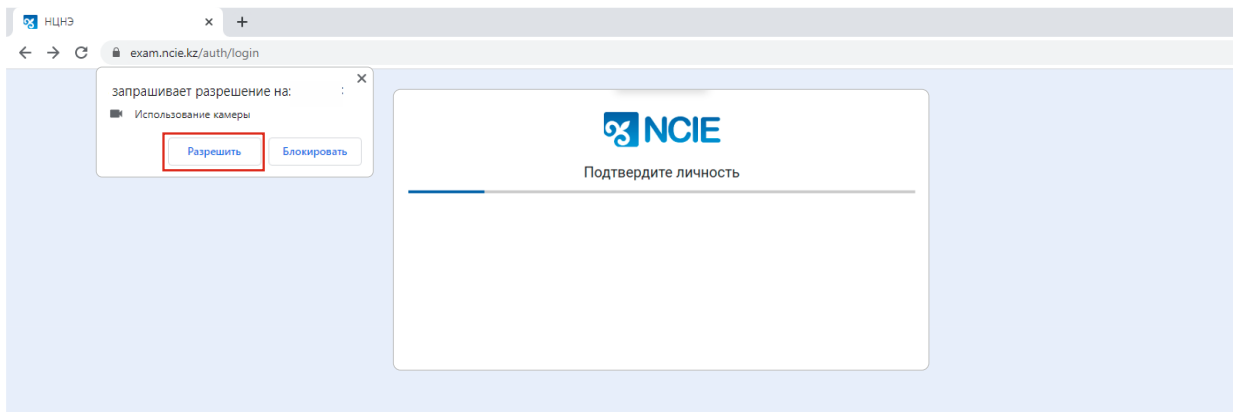 НЦНЭ
exam.ncie.kz/auth/login
запрашивает разрешение на:
Использование камеры
Разрешить Блокировать
NCIE
Подтвердите личность